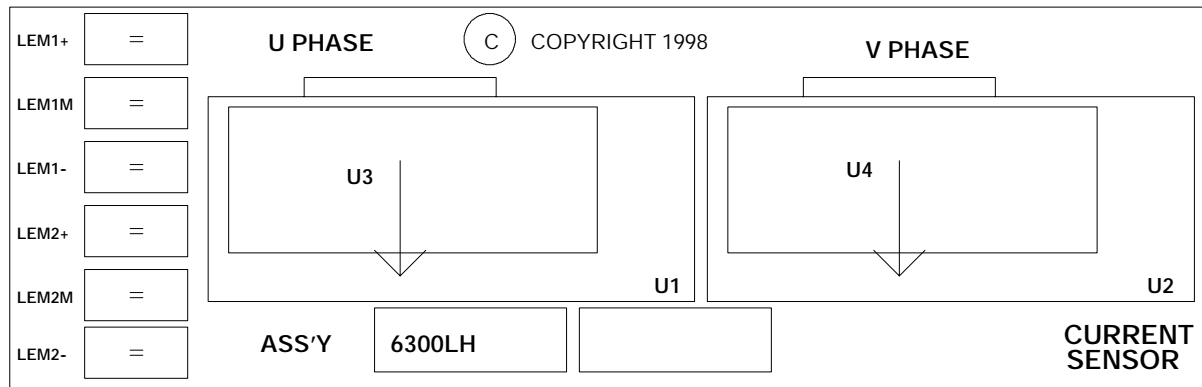 LEM1+ =
U PHASE
C COPYRIGHT 1998
V PHASE
LEM1M =
LEM1- =
U3
U4
LEM2+ =
LEM2M =
U1
U2
LEM2- =
ASS'Y 6300LH
CURRENT
SENSOR